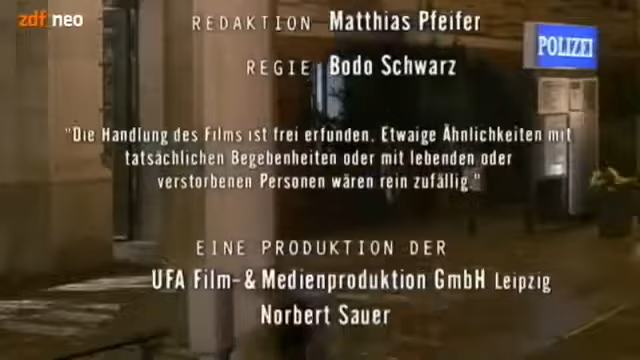 zdf neo
REDAKTION Matthias Pfeifer
POLIZEI
REGIE Bodo Schwarz
"Die Handlung des Films ist frei erfunden. Etwaige Ähnlichkeiten mit
tatsächlichen Begebenheiten oder mit lebenden oder
verstorbenen Personen wären rein zufällig."
EINE PRODUKTION DER
UFA Film- & Medienproduktion GmbH Leipzig
Norbert Sauer